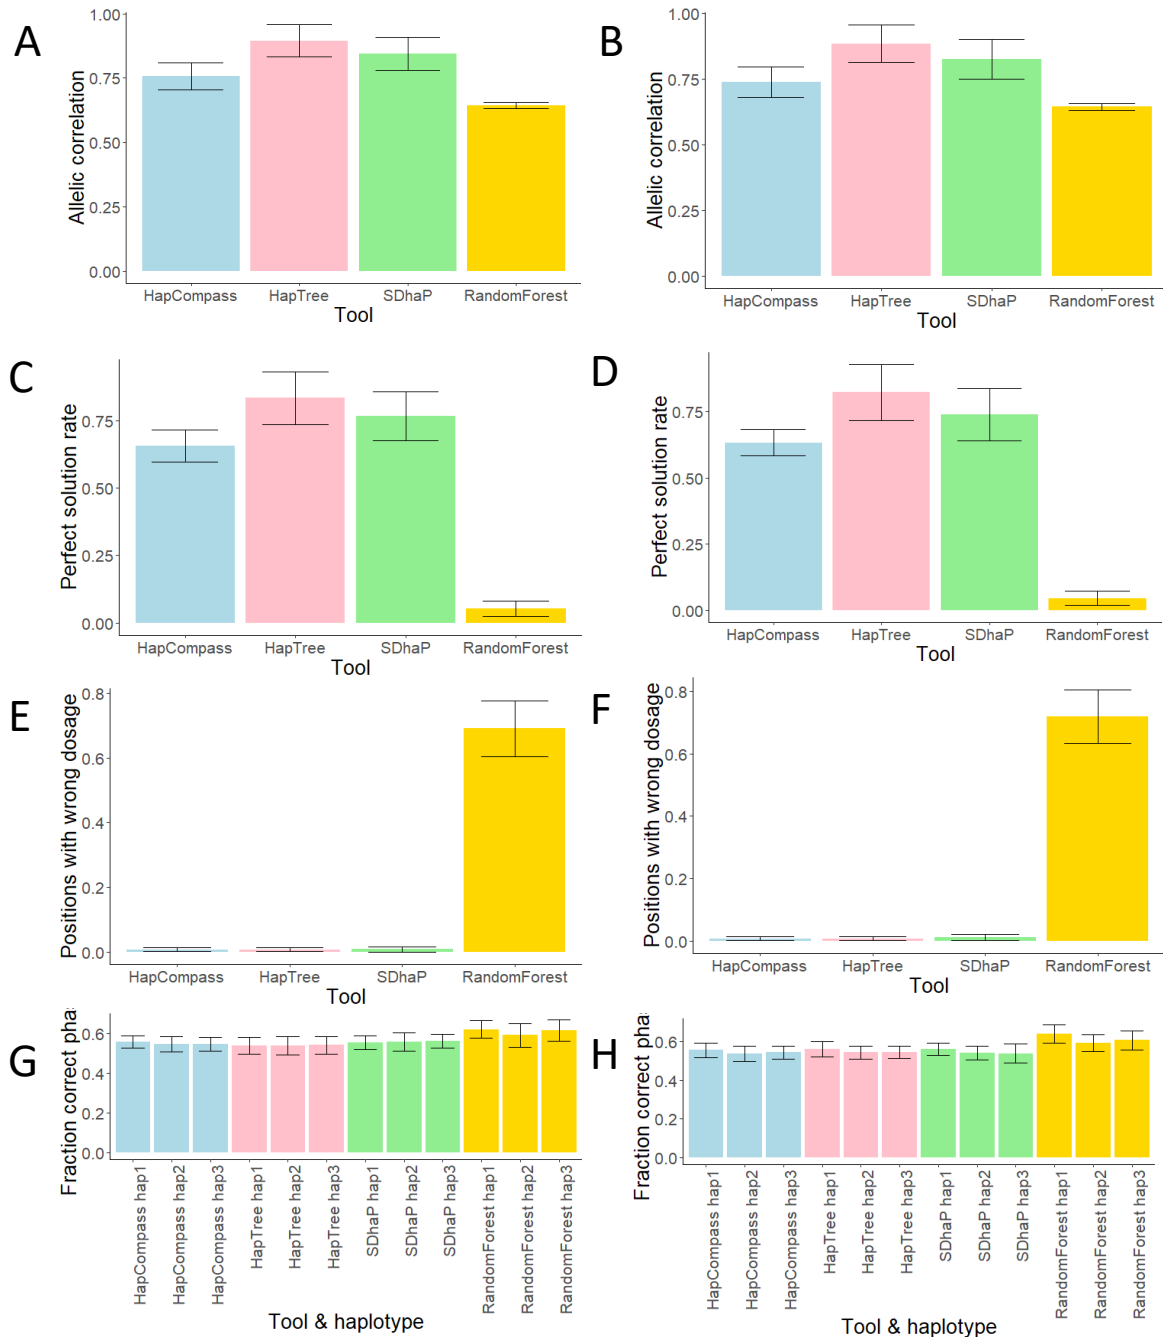 A
Allelic correlation
1.00
0.75
0.50
0.25
0.00
HapCompass HapTree SDhaP RandomForest
Tool
B
Allelic correlation
1.00
0.75
0.50
0.25
0.00
HapCompass HapTree SDhaP RandomForest
Tool
C
Perfect solution rate
0.75
0.50
0.25
0.00
HapCompass HapTree SDhaP RandomForest
Tool
D
Perfect solution rate
0.75
0.50
0.25
0.00
HapCompass HapTree SDhaP RandomForest
Tool
E
Positions with wrong dosage
0.8
0.6
0.4
0.2
0.0
HapCompass HapTree SDhaP RandomForest
Tool
F
Positions with wrong dosage
0.8
0.6
0.4
0.2
0.0
HapCompass HapTree SDhaP RandomForest
Tool
G
Fraction correct pha
0.6
0.4
0.2
0.0
HapCompass hap1
HapCompass hap2
HapCompass hap3
HapTree hap1
HapTree hap2
HapTree hap3
SDhaP hap1
SDhaP hap2
SDhaP hap3
RandomForest hap1
RandomForest hap2
RandomForest hap3
Tool & haplotype
H
Fraction correct pha
0.6
0.4
0.2
0.0
HapCompass hap1
HapCompass hap2
HapCompass hap3
HapTree hap1
HapTree hap2
HapTree hap3
SDhaP hap1
SDhaP hap2
SDhaP hap3
RandomForest hap1
RandomForest hap2
RandomForest hap3
Tool & haplotype